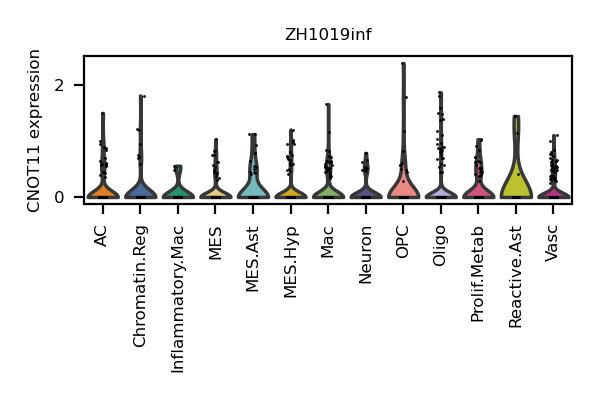 ZH1019inf
CNOT11 expression
2
0
AC
Chromatin.Reg
Inflammatory.Mac
MES
MES.Ast
MES.Hyp
Mac
Neuron
OPC
Oligo
Prolif.Metab
Reactive.Ast
Vasc